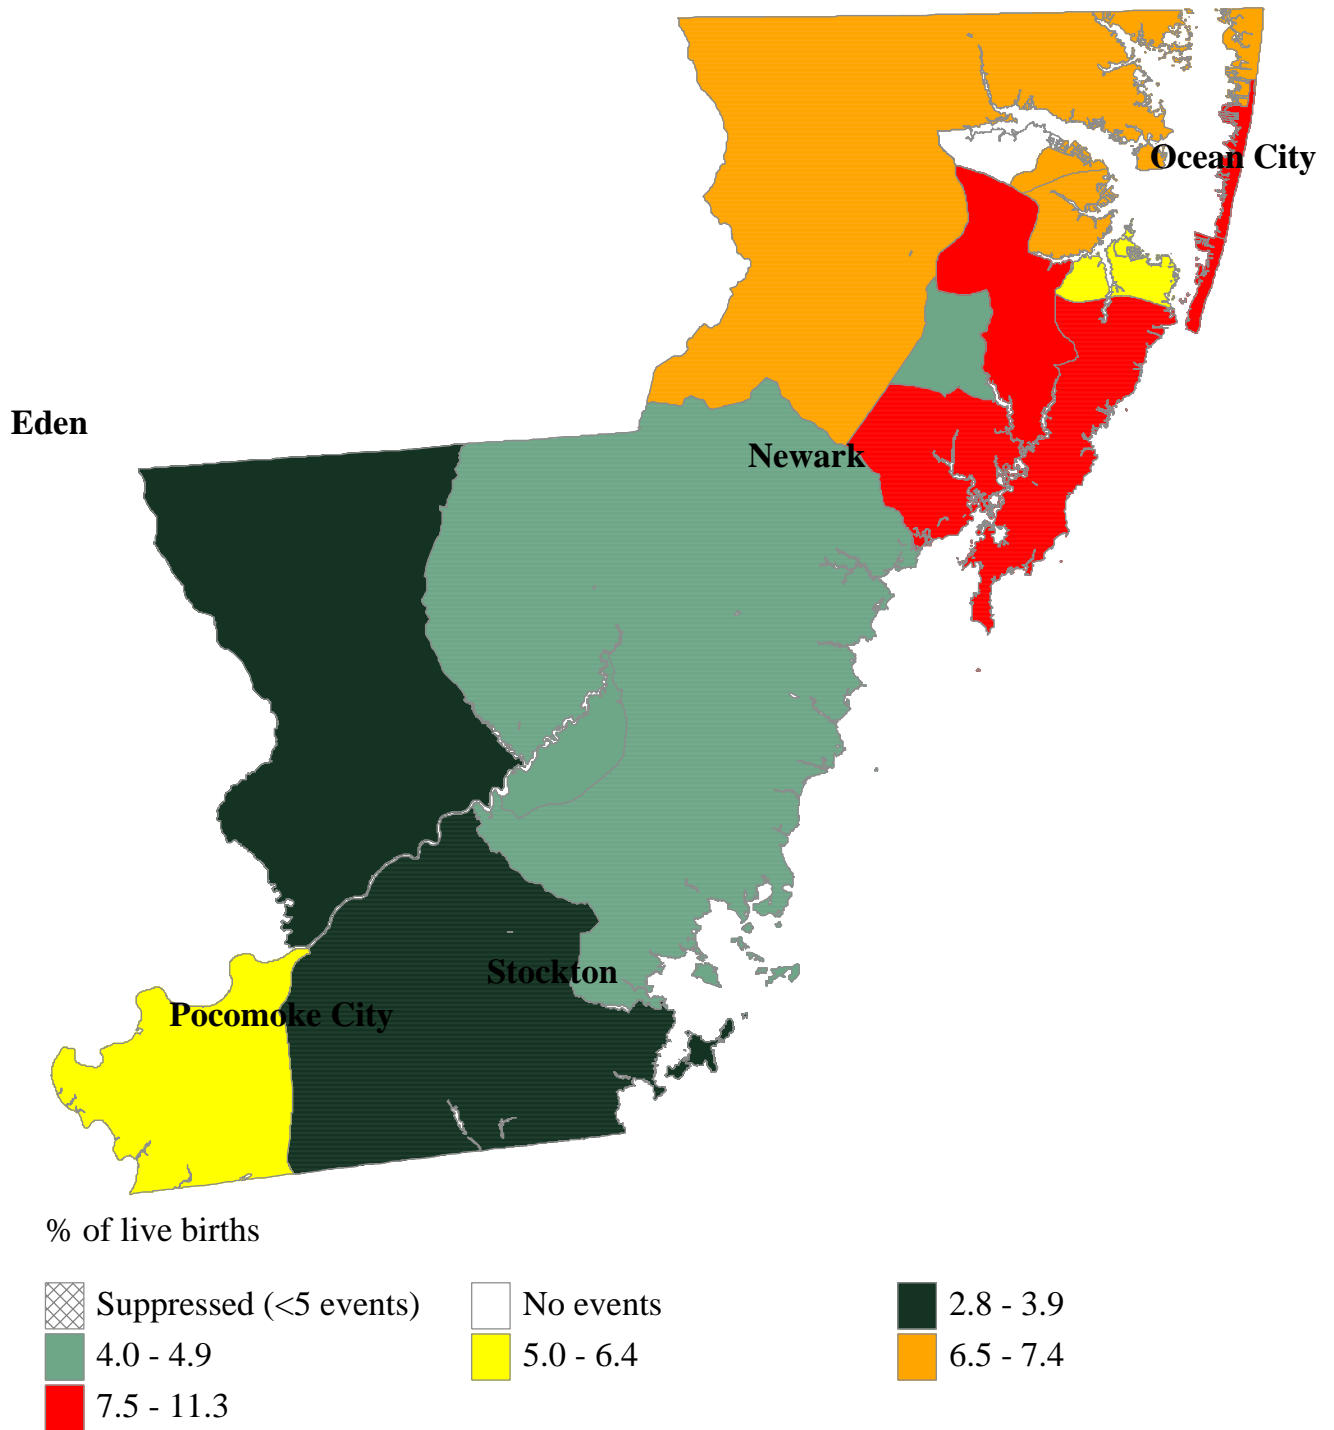 Ocean City
Eden
Newark
Stockton
Pocomoke City
% of live births
Suppressed (<5 events)
No events
2.8 - 3.9
4.0 - 4.9
5.0 - 6.4
6.5 - 7.4
7.5 - 11.3